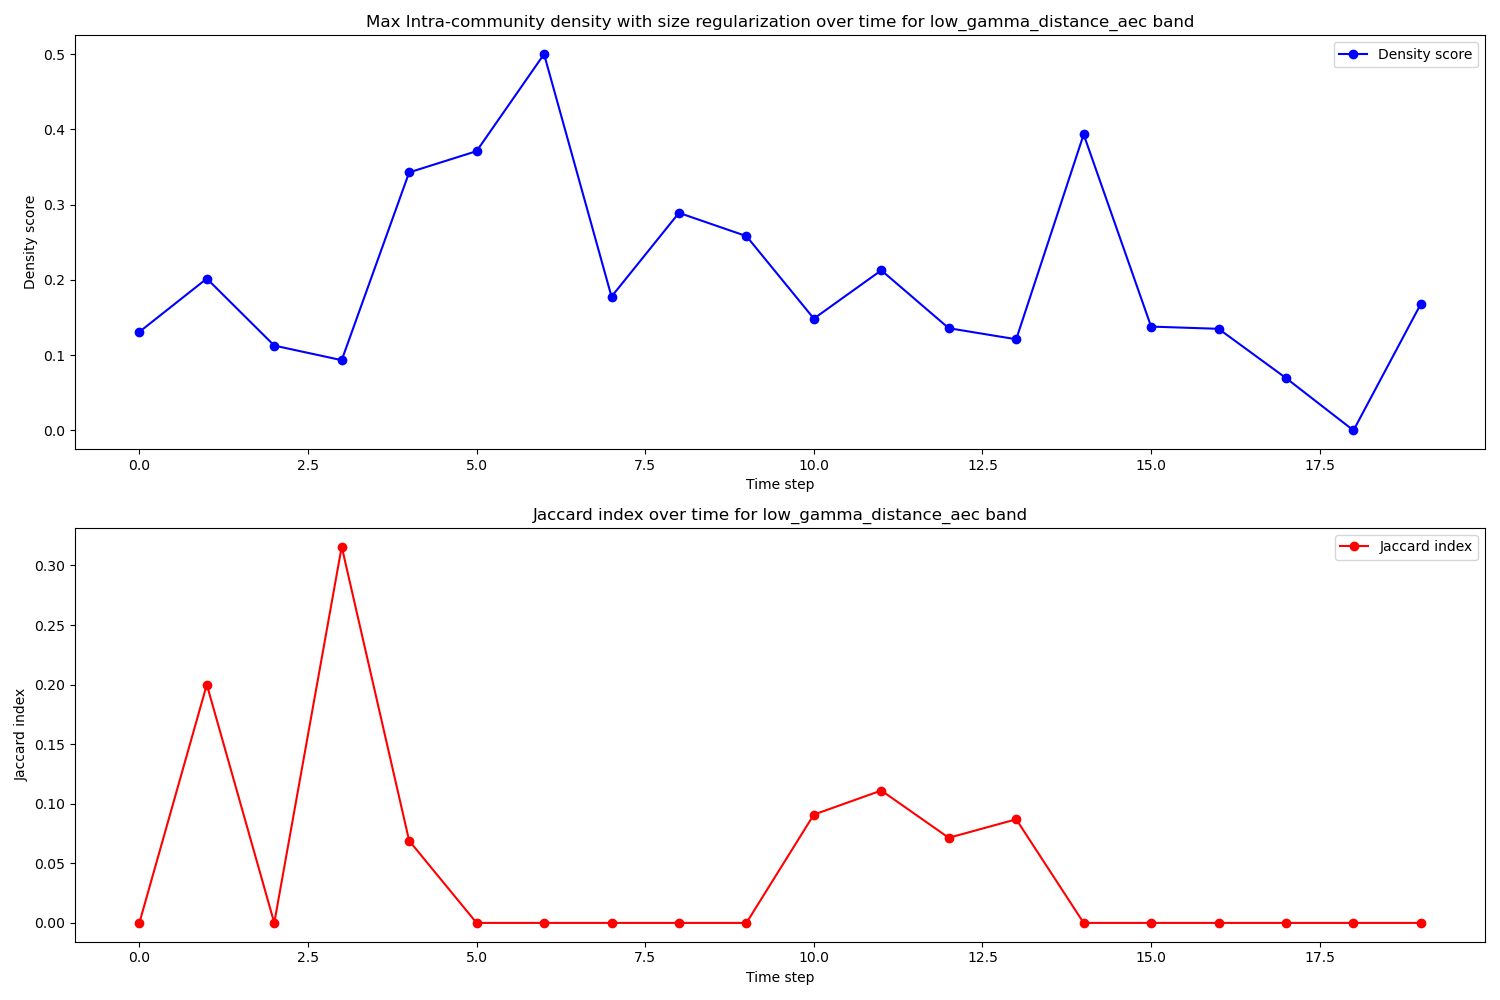 Max Intra-community density with size regularization over time for low_gamma_distance_aec band
Density score
0.5
0.4
0.3
0.2
0.1
0.0
Density score
0.0 2.5 5.0 7.5 10.0 12.5 15.0 17.5
Time step
Jaccard index over time for low_gamma_distance_aec band
Jaccard index
0.30
0.25
0.20
0.15
0.10
0.05
0.00
Jaccard index
0.0 2.5 5.0 7.5 10.0 12.5 15.0 17.5
Time step